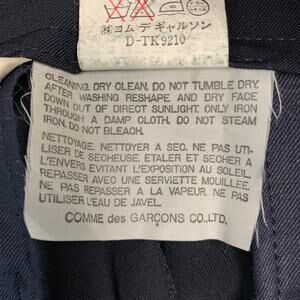 ㈱コム デ ギャルソン
D-TK9210
CLEANING. DRY CLEAN. DO NOT TUMBLE DRY.
AFTER WASHING RESHAPE AND DRY FACE
DOWN OUT OF DIRECT SUNLIGHT. ONLY IRON
THROUGH A DAMP CLOTH. DO NOT STEAM
IRON. DO NOT BLEACH.
NETTOYAGE. NETTOYER A SEC. NE PAS UTI-
LISER DE SECHEUSE. ETALER ET SECHER A
L'ENVERS EVITANT L'EXPOSITION AU SOLEIL.
REPASSER AVEC UNE SERVIETTE MOUILLEE.
NE PAS REPASSER A LA VAPEUR. NE PAS
UTILISER L'EAU DE JAVEL.
COMME des GARÇONS CO.,LTD.